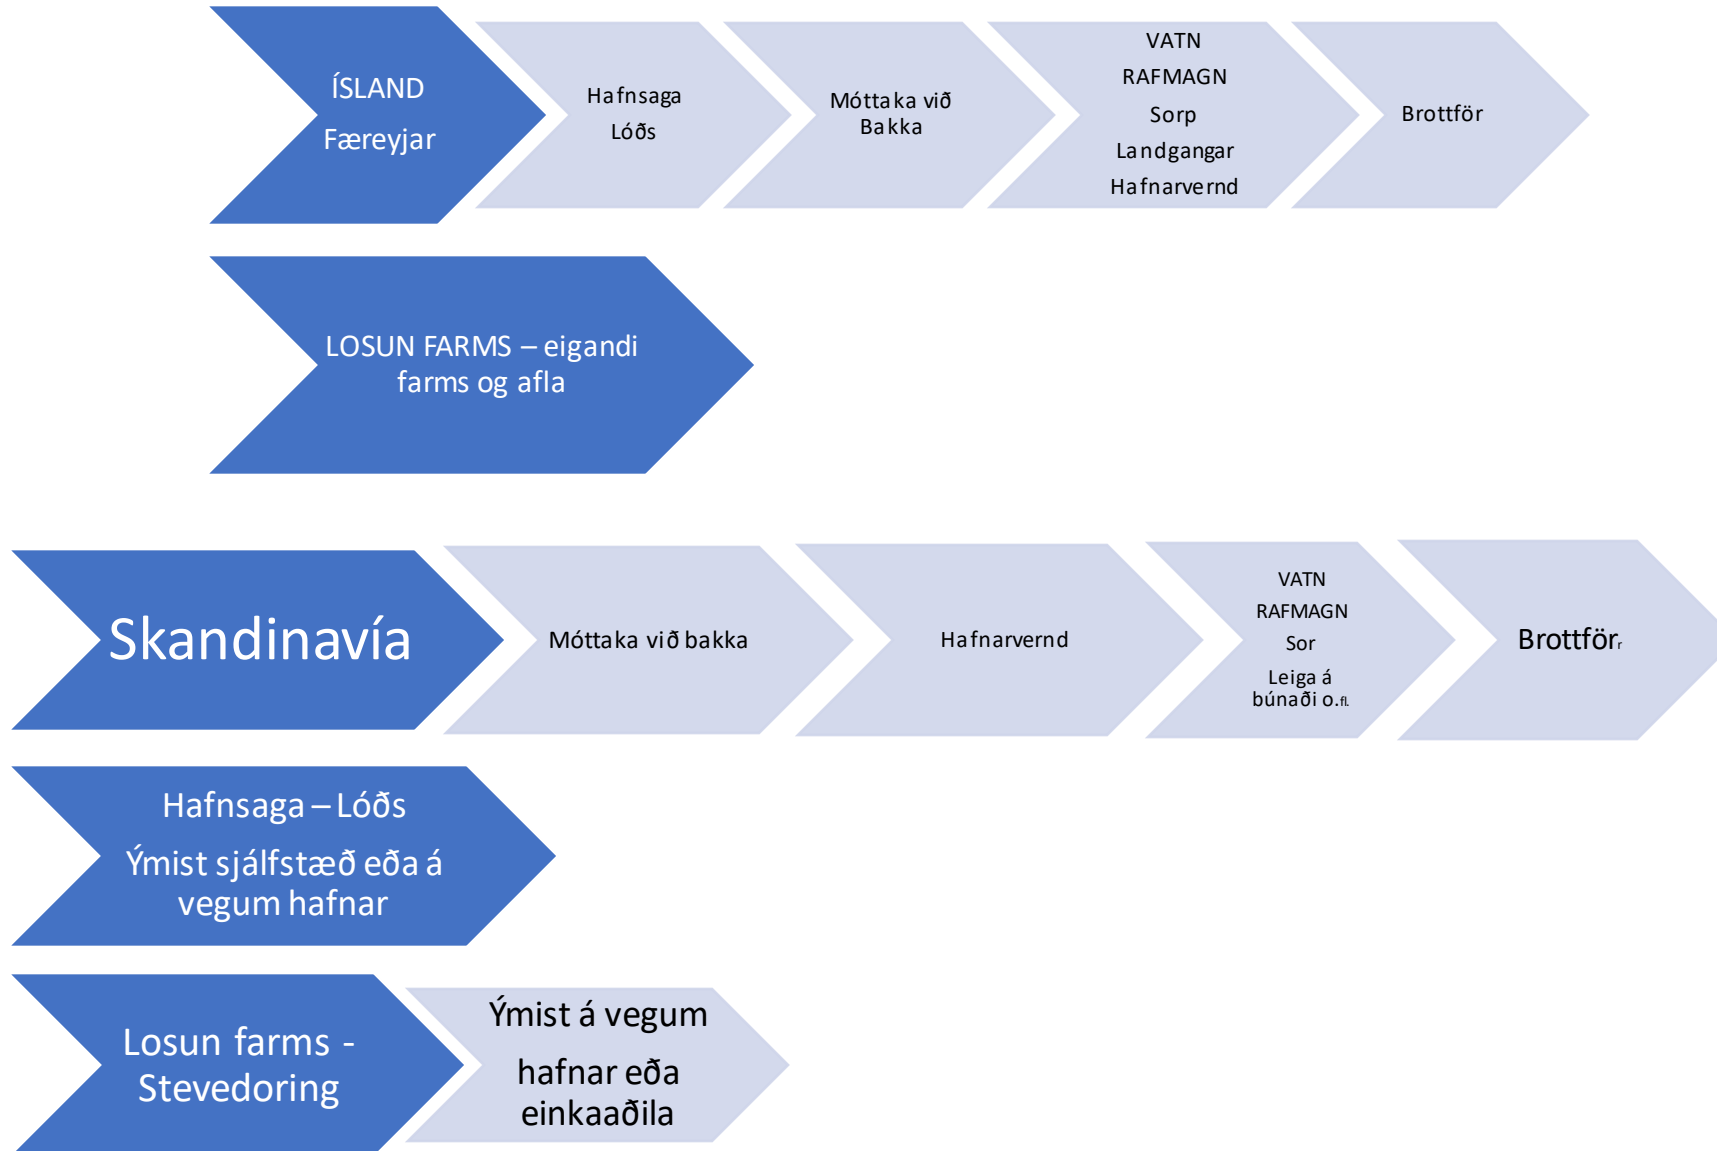 ÍSLAND
Færeyjar
Hafnsaga
Lóðs
Móttaka við
Bakka
VATN
RAFMAGN
Sorp
Landgangar
Hafnarvernd
Brottför
LOSUN FARMS – eigandi
farms og afla
Skandinavía
Móttaka við bakka
Hafnarvernd
VATN
RAFMAGN
Sor
Leiga á
búnaði o.fl.
Brottförr
Hafnsaga – Lóðs
Ýmist sjálfstæð eða á
vegum hafnar
Losun farms -
Stevedoring
Ýmist á vegum
hafnar eða
einkaaðila